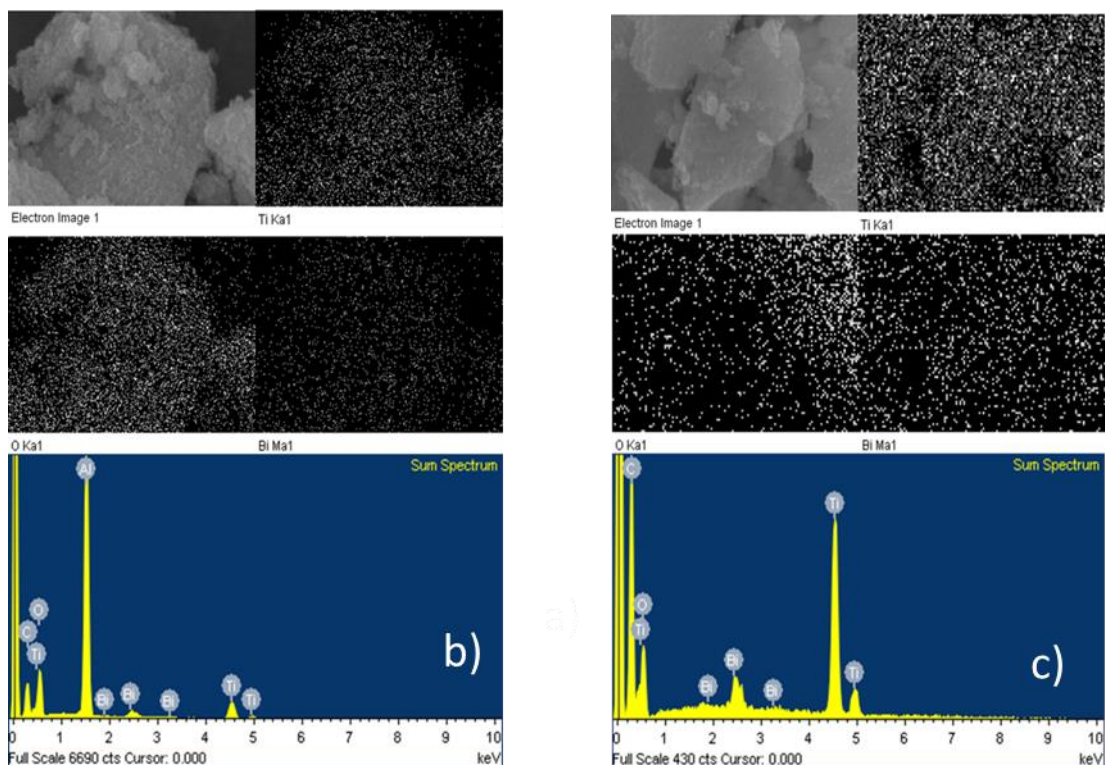 Electron Image 1
Ti Ka1
O Ka1
Bi Ma1
Sum Spectrum
Al
O
C
Ti
Bi
Bi
Bi
Ti
Ti
b)
0 1 2 3 4 5 6 7 8 9 10
Full Scale 6690 cts Cursor: 0.000
keV
a)
Electron Image 1
Ti Ka1
O Ka1
Bi Ma1
Sum Spectrum
C
O
Ti
Bi
Bi
Bi
Ti
Ti
c)
0 1 2 3 4 5 6 7 8 9 10
Full Scale 430 cts Cursor: 0.000
keV